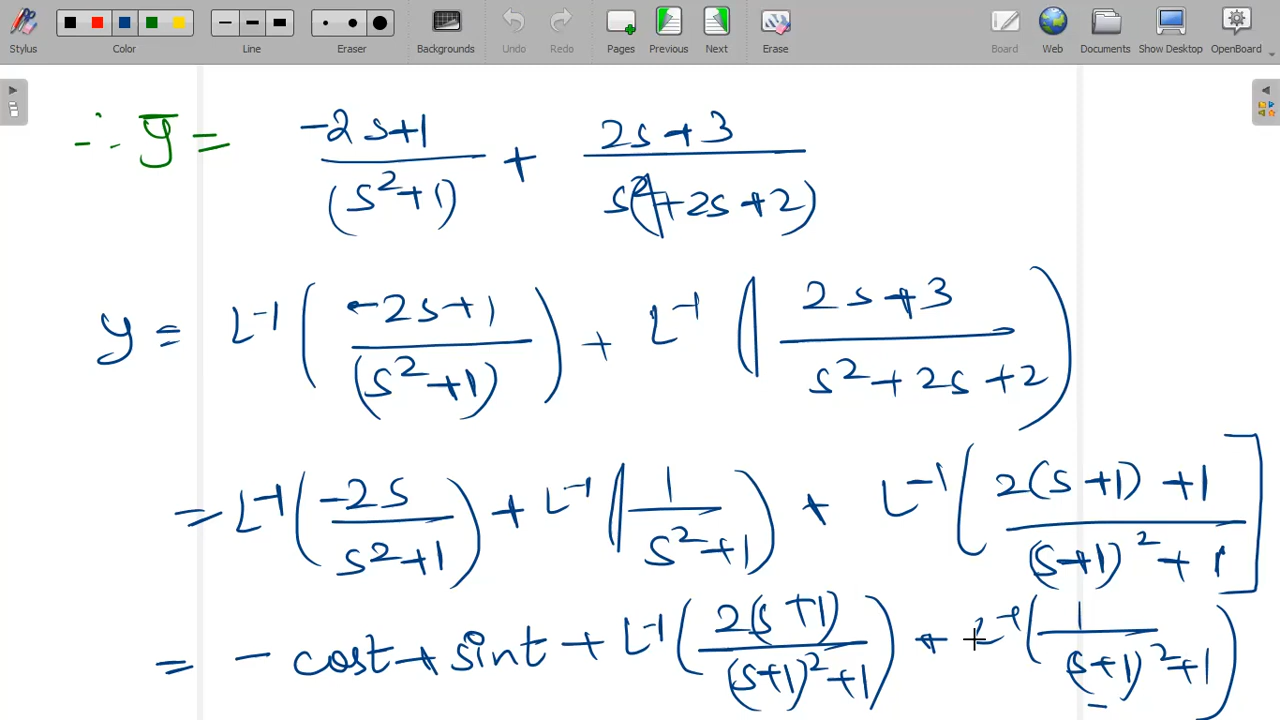 Stylus Color Line Eraser Backgrounds Undo Redo Pages Previous Next Erase Board Web Documents Show Desktop OpenBoard
∴ ȳ = (-2s+1)/(s²+1) + (2s+3)/(s²+2s+2)
y = L⁻¹((-2s+1)/(s²+1)) + L⁻¹((2s+3)/(s²+2s+2))
= L⁻¹(-2s/(s²+1)) + L⁻¹(1/(s²+1)) + L⁻¹[(2(s+1)+1)/((s+1)²+1)]
= - cost + sint + L⁻¹(2(s+1)/((s+1)²+1)) + L⁻¹(1/((s+1)²+1))